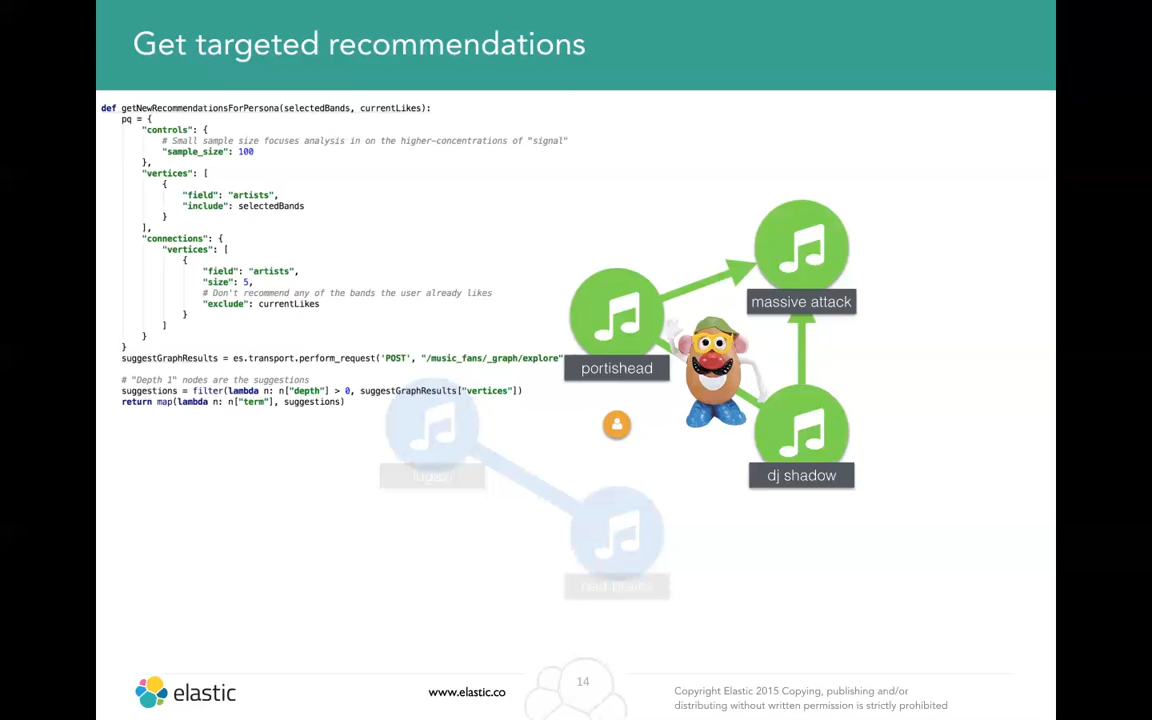 Get targeted recommendations
def getNewRecommendationsForPersona(selectedBands, currentLikes):
pq = {
"controls": {
# Small sample size focuses analysis in on the higher-concentrations of "signal"
"sample_size": 100
},
"vertices": [
{
"field": "artists",
"include": selectedBands
}
],
"connections": {
"vertices": [
{
"field": "artists",
"size": 5,
# Don't recommend any of the bands the user already likes
"exclude": currentLikes
}
]
}
}
suggestGraphResults = es.transport.perform_request('POST', "/music_fans/_graph/explore"
# "Depth 1" nodes are the suggestions
suggestions = filter(lambda n: n["depth"] > 0, suggestGraphResults["vertices"])
return map(lambda n: n["term"], suggestions)
massive attack
portishead
dj shadow
fugazi
bad brains
elastic
www.elastic.co
14
Copyright Elastic 2015 Copying, publishing and/or
distributing without written permission is strictly prohibited